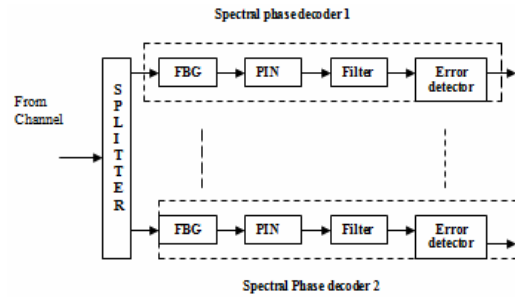 Spectral phase decoder 1
From
Channel
SPLITTER
FBG
PIN
Filter
Error
detector
FBG
PIN
Filter
Error
detector
Spectral Phase decoder 2